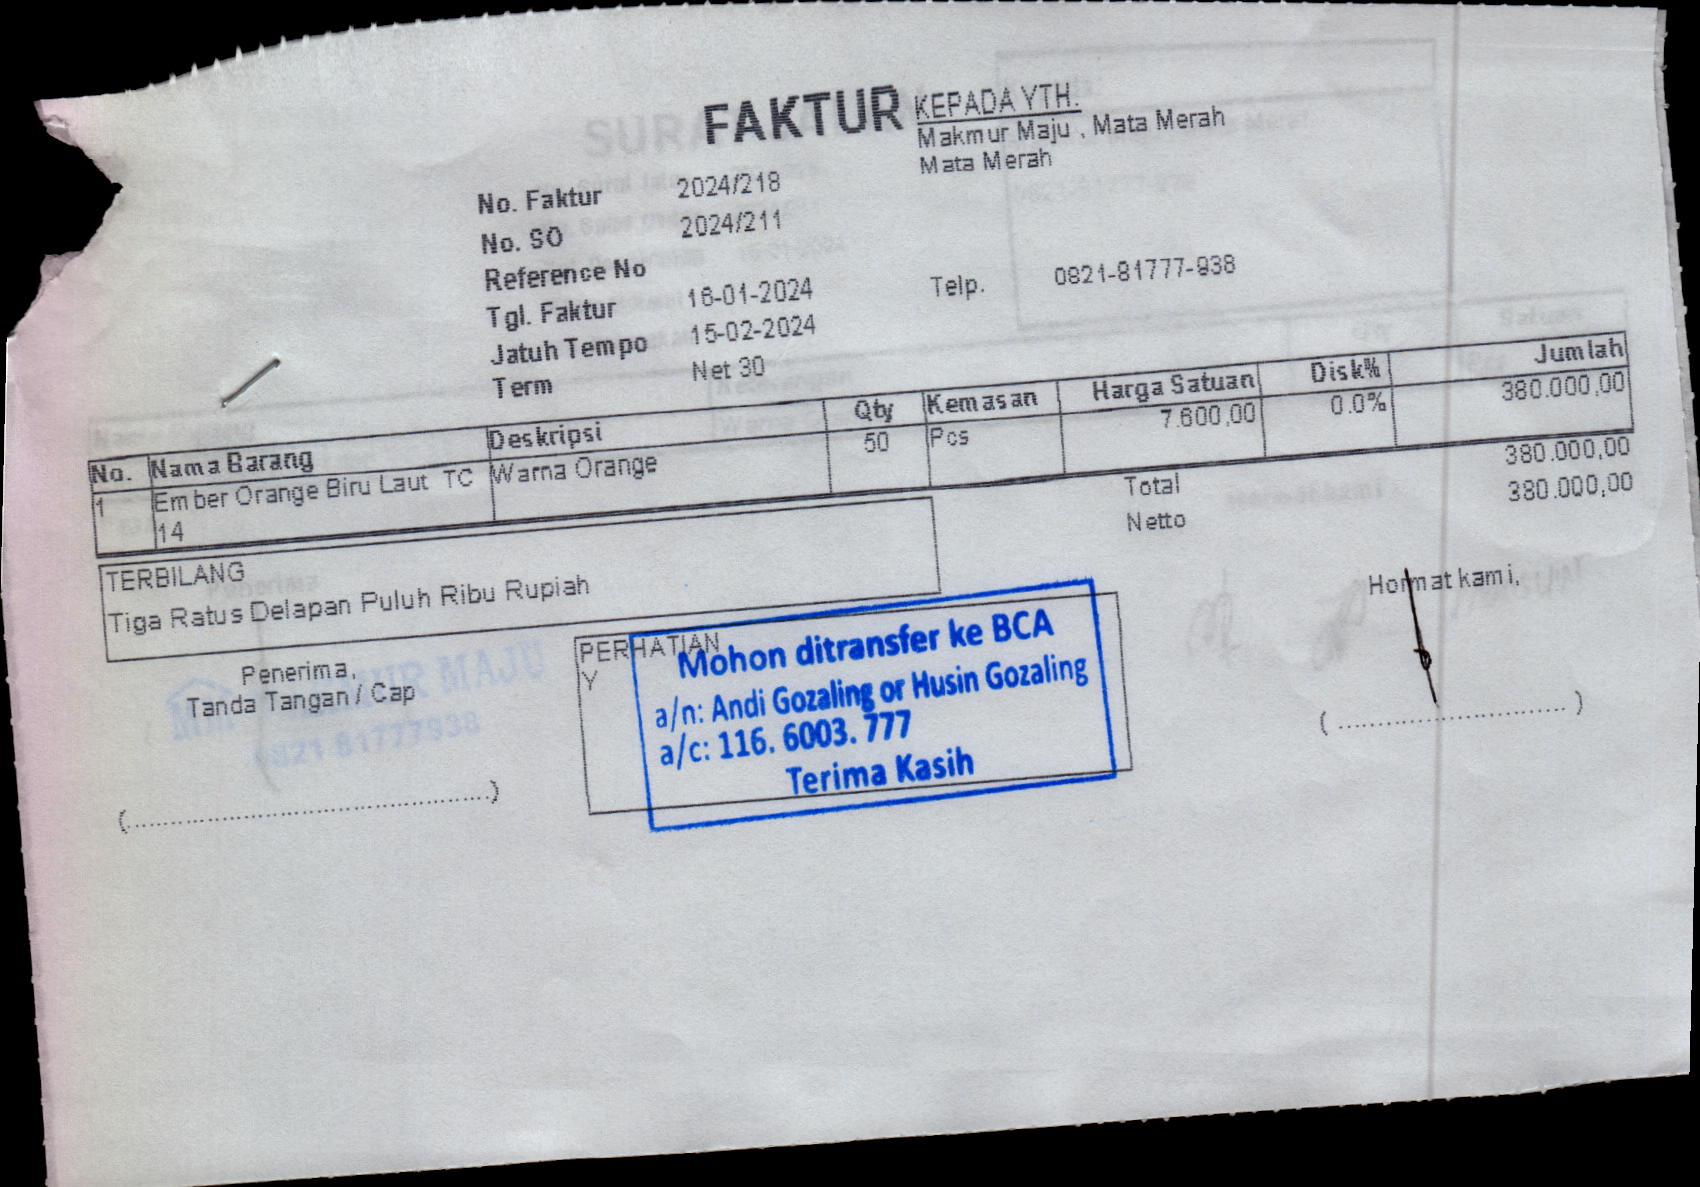 FAKTUR
KEPADA YTH.
Makmur Maju , Mata Merah
Mata Merah
No. Faktur 2024/218
No. SO 2024/211
Reference No
Tgl. Faktur 16-01-2024
Telp. 0821-81777-938
Jatuh Tempo 15-02-2024
Term Net 30
No. Nama Barang Deskripsi Qty Kemasan Harga Satuan Disk% Jumlah
1 Ember Orange Biru Laut TC Warna Orange 50 Pcs 7.600,00 0.0% 380.000,00
14
Total 380.000,00
Netto 380.000,00
TERBILANG
Tiga Ratus Delapan Puluh Ribu Rupiah
Penerima,
Tanda Tangan / Cap
MAKMUR MAJU
0821 81777938
(..........................................)
PERHATIAN
Y
Mohon ditransfer ke BCA
a/n: Andi Gozaling or Husin Gozaling
a/c: 116. 6003. 777
Terima Kasih
Hormat kami,
( ................................ )